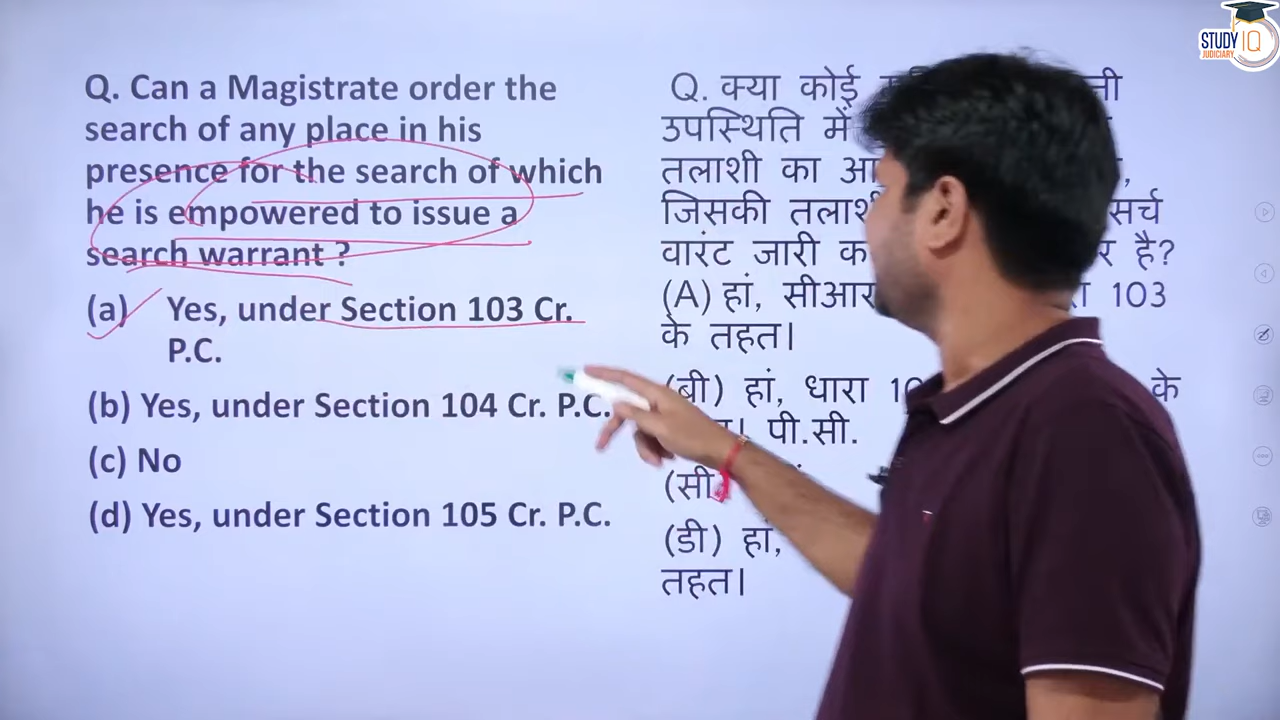 STUDY IQ
JUDICIARY
Q. Can a Magistrate order the
search of any place in his
presence for the search of which
he is empowered to issue a
search warrant ?
(a) Yes, under Section 103 Cr.
P.C.
(b) Yes, under Section 104 Cr. P.C.
(c) No
(d) Yes, under Section 105 Cr. P.C.
Q. क्या कोई
उपस्थिति में
तलाशी का
जिसकी सर्च
वारंट जारी है?
(A) हां, 103
के तहत।
(बी) हां, धारा के
पी.सी.
(डी) हां,
तहत।